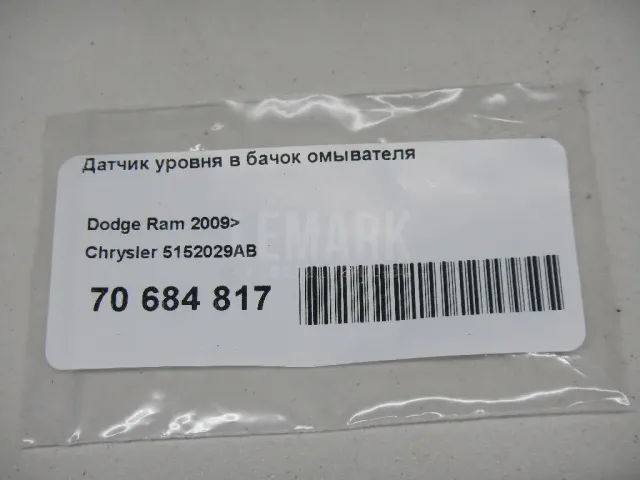 Датчик уровня в бачок омывателя
Dodge Ram 2009>
Chrysler 5152029AB
70 684 817